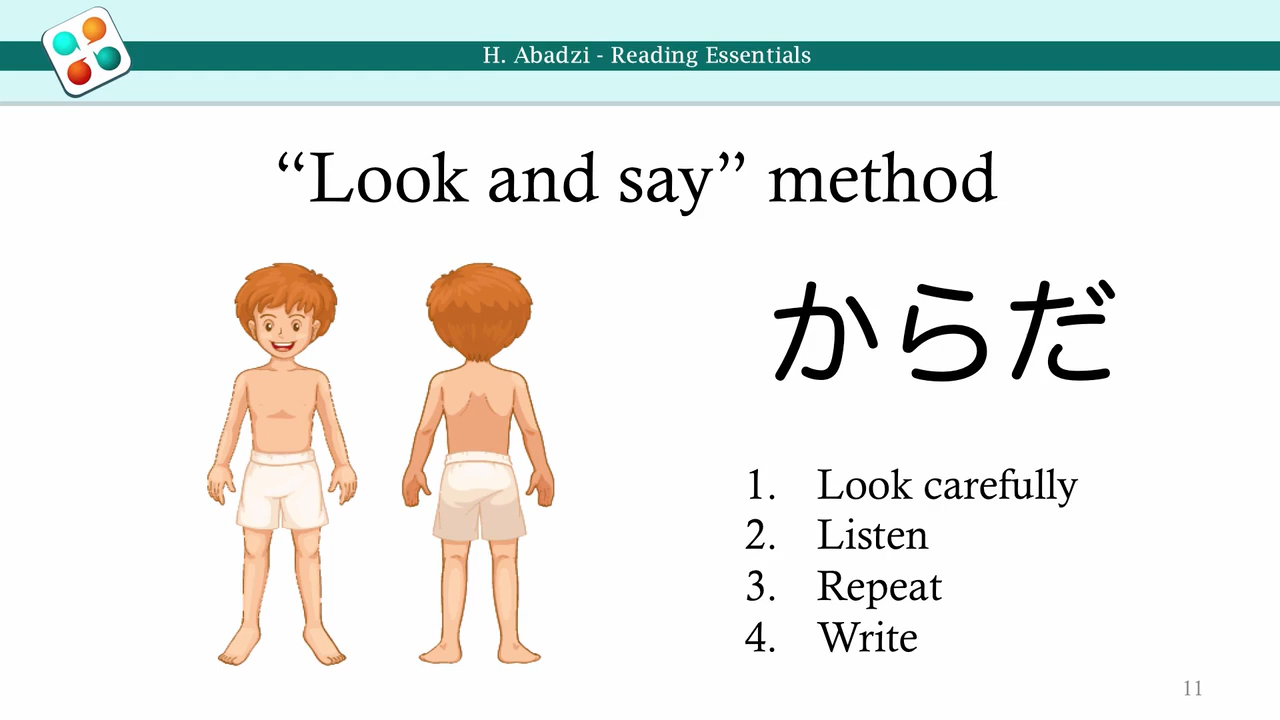 H. Abadzi - Reading Essentials
“Look and say” method
からだ
1. Look carefully
2. Listen
3. Repeat
4. Write
11